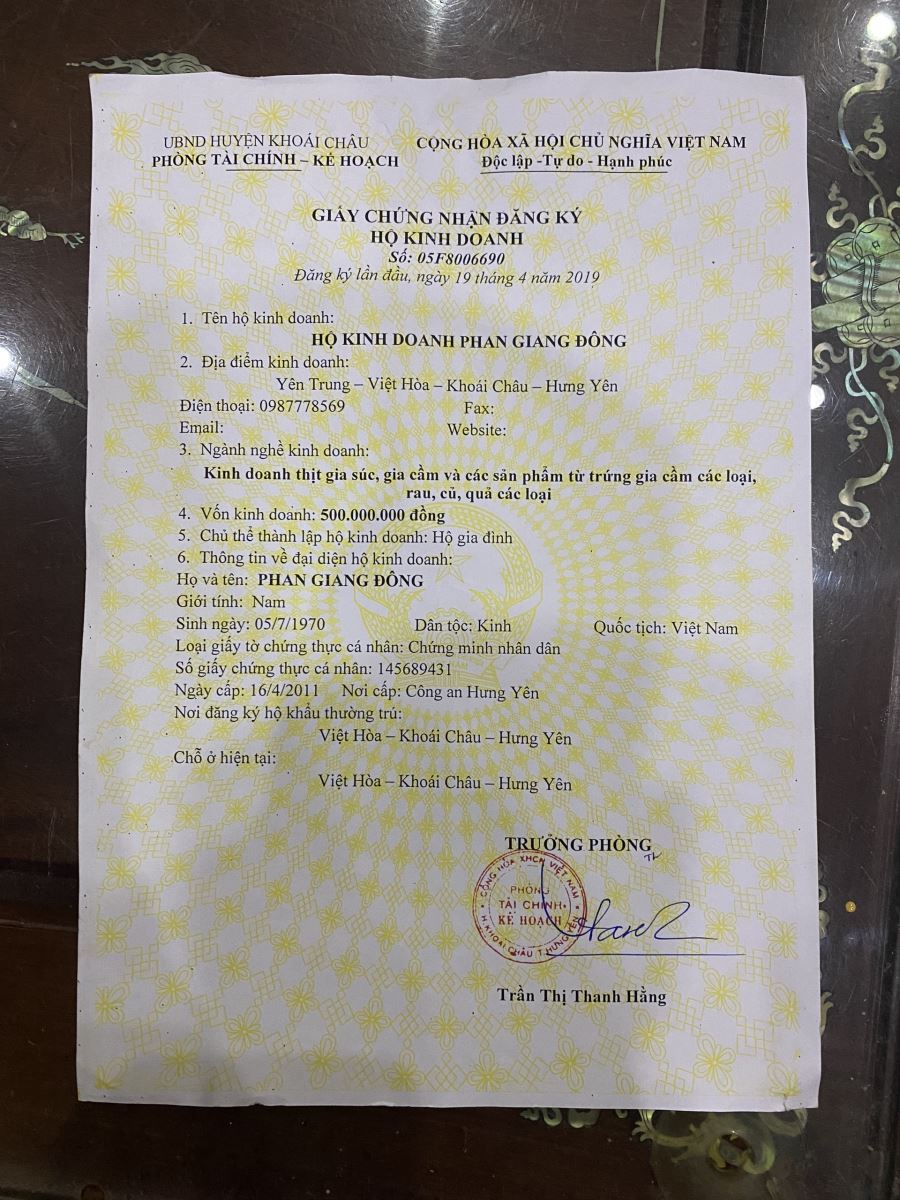 UBND HUYỆN KHOÁI CHÂU
PHÒNG TÀI CHÍNH – KẾ HOẠCH
CỘNG HÒA XÃ HỘI CHỦ NGHĨA VIỆT NAM
Độc lập -Tự do - Hạnh phúc
GIẤY CHỨNG NHẬN ĐĂNG KÝ
HỘ KINH DOANH
Số: 05F8006690
Đăng ký lần đầu, ngày 19 tháng 4 năm 2019
1. Tên hộ kinh doanh:
HỘ KINH DOANH PHAN GIANG ĐÔNG
2. Địa điểm kinh doanh:
Yên Trung – Việt Hòa – Khoái Châu – Hưng Yên
Điện thoại: 0987778569 Fax:
Email: Website:
3. Ngành nghề kinh doanh:
Kinh doanh thịt gia súc, gia cầm và các sản phẩm từ trứng gia cầm các loại,
rau, củ, quả các loại
4. Vốn kinh doanh: 500.000.000 đồng
5. Chủ thể thành lập hộ kinh doanh: Hộ gia đình
6. Thông tin về đại diện hộ kinh doanh:
Họ và tên: PHAN GIANG ĐÔNG
Giới tính: Nam
Sinh ngày: 05/7/1970 Dân tộc: Kinh Quốc tịch: Việt Nam
Loại giấy tờ chứng thực cá nhân: Chứng minh nhân dân
Số giấy chứng thực cá nhân: 145689431
Ngày cấp: 16/4/2011 Nơi cấp: Công an Hưng Yên
Nơi đăng ký hộ khẩu thường trú:
Việt Hòa – Khoái Châu – Hưng Yên
Chỗ ở hiện tại:
Việt Hòa – Khoái Châu – Hưng Yên
TRƯỞNG PHÒNG
CỘNG HÒA XHCN VIỆT NAM
PHÒNG
TÀI CHÍNH
KẾ HOẠCH
H.KHOÁI CHÂU T.HƯNG YÊN
Trần Thị Thanh Hằng